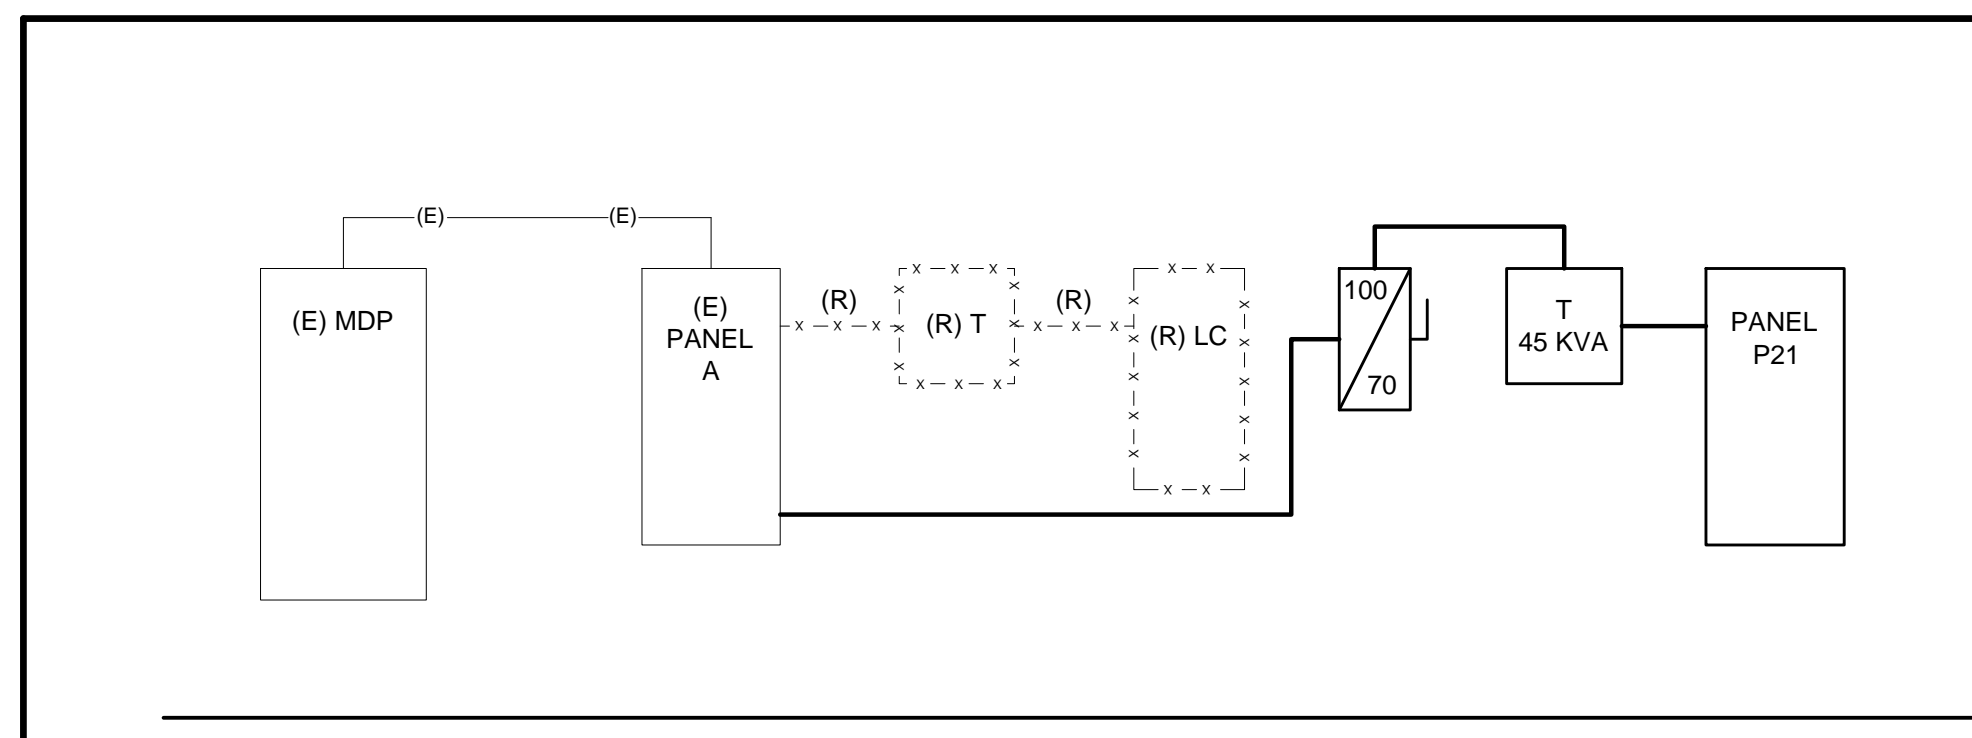 (E)
(E)
(E) MDP
(E)
PANEL
A
(R)
(R) T
(R)
(R) LC
100
70
T
45 KVA
PANEL
P21